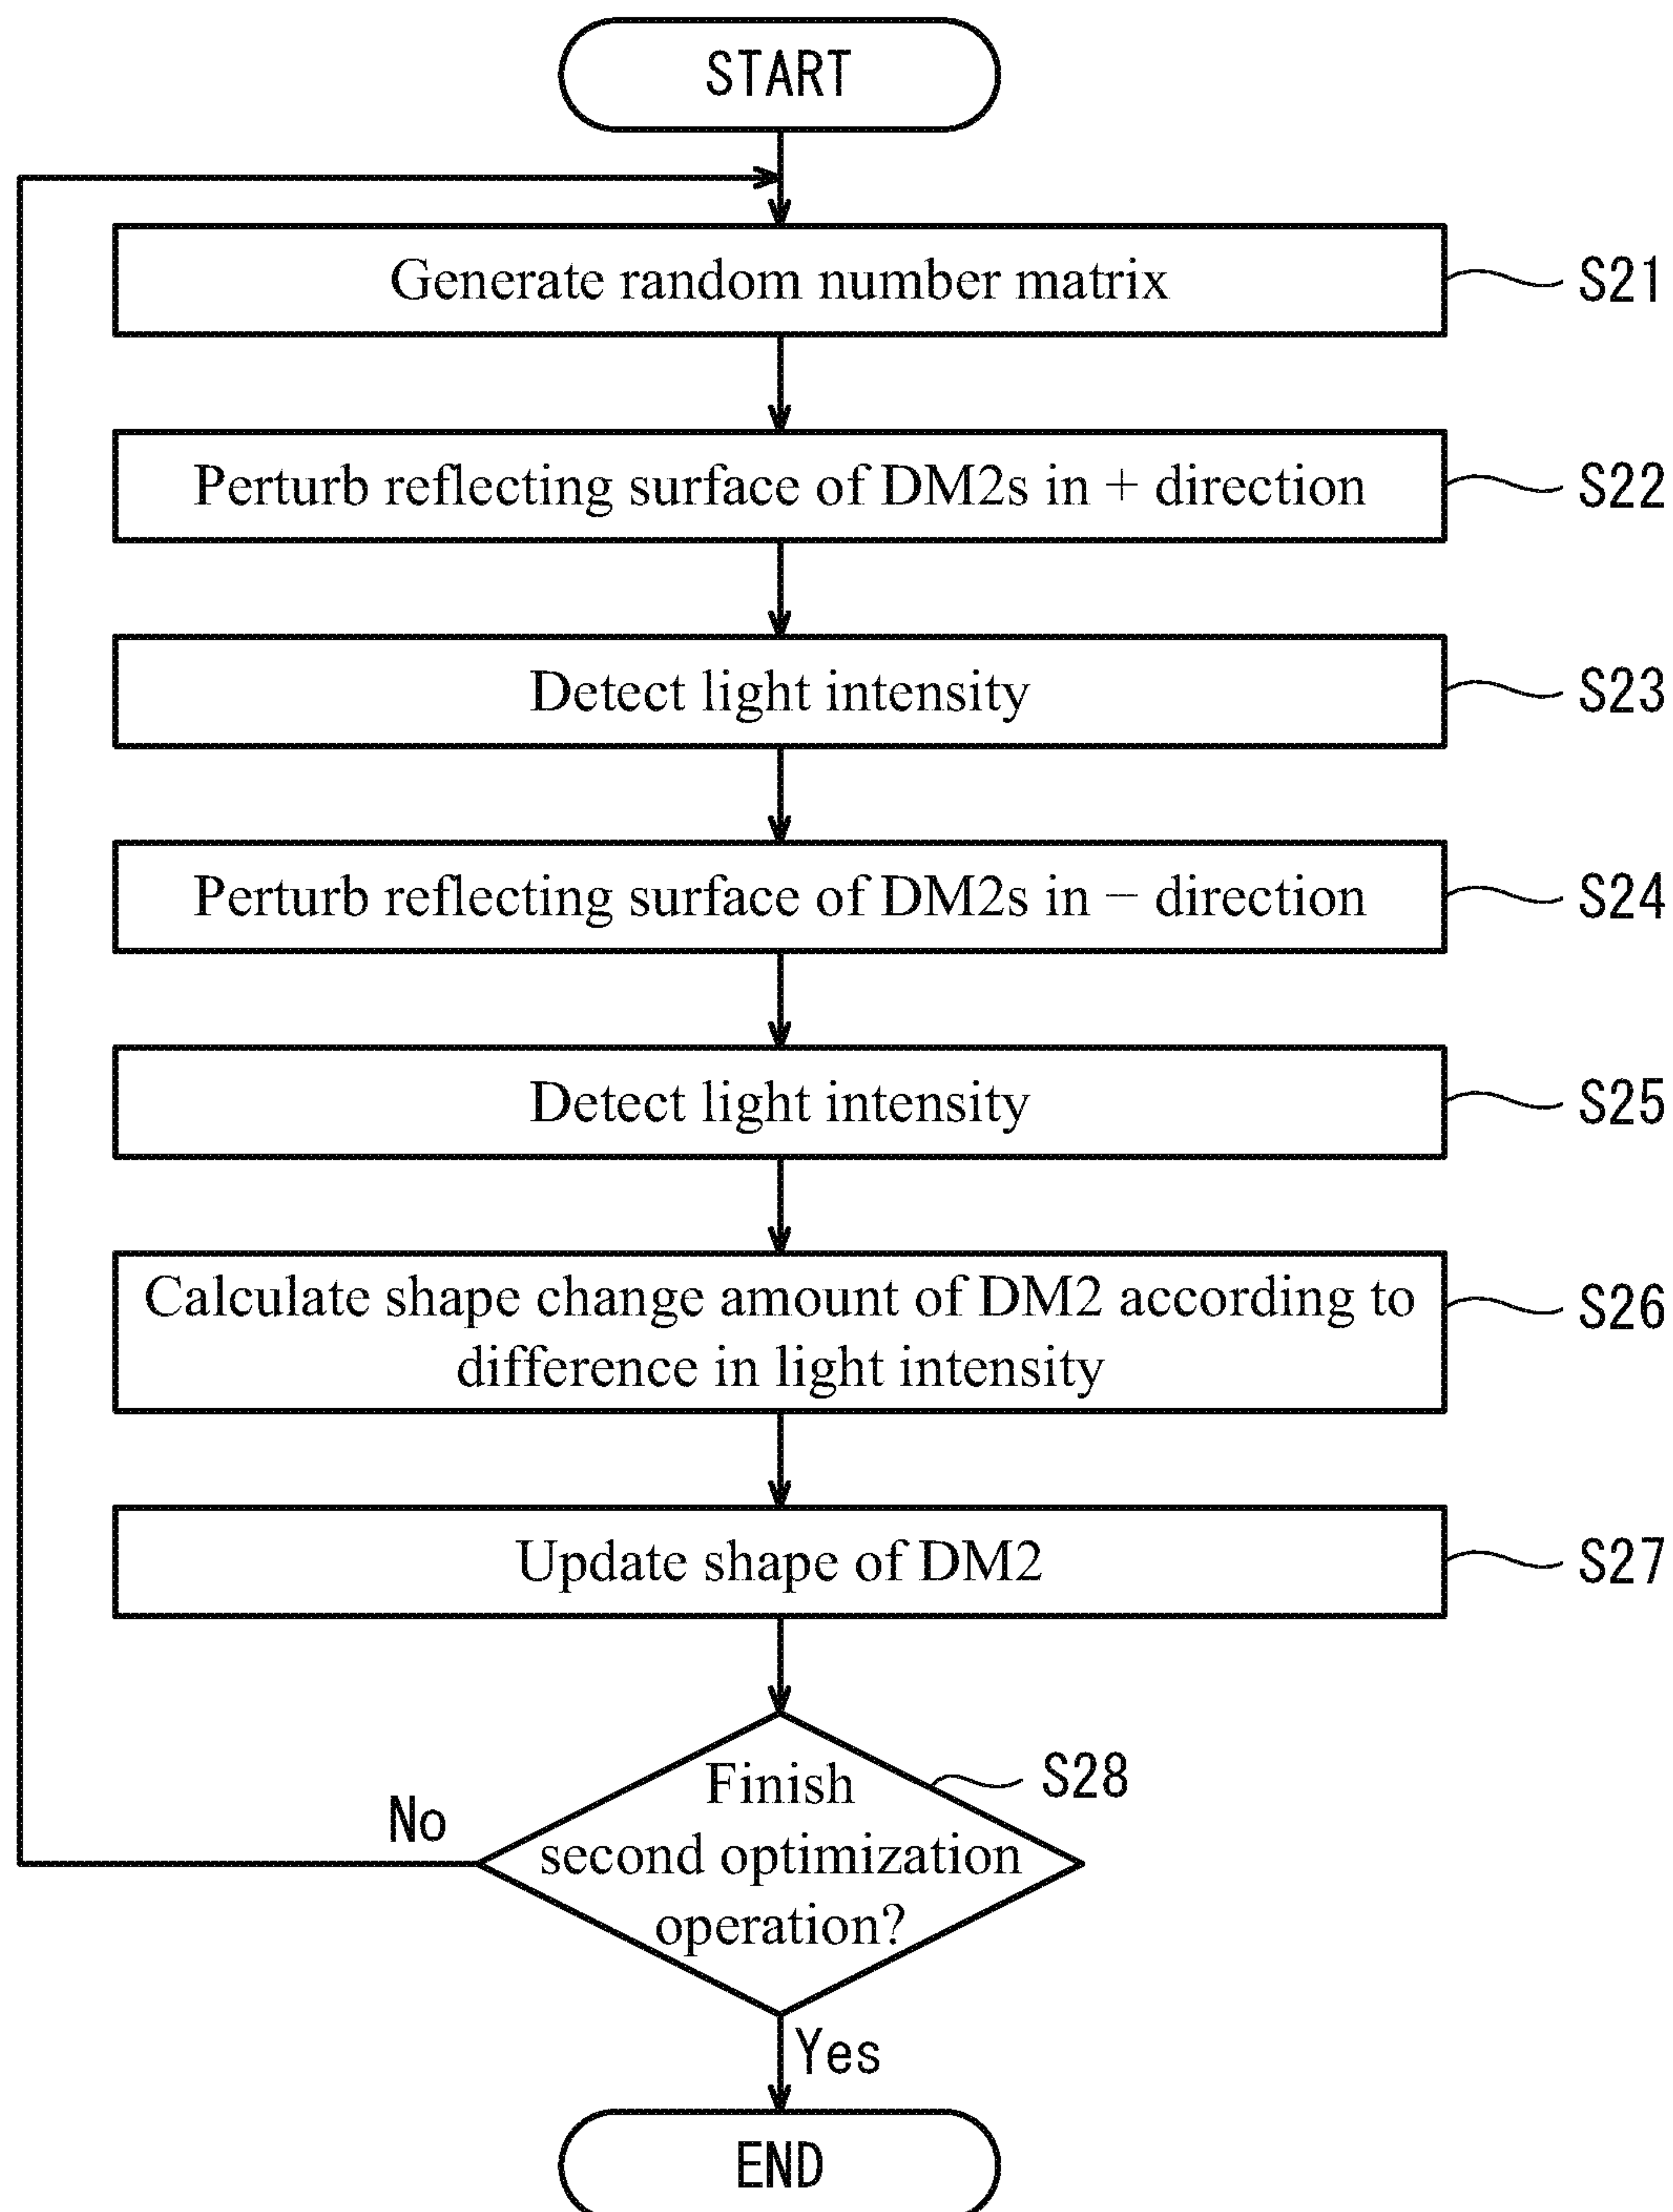 START
Generate random number matrix
S21
Perturb reflecting surface of DM2s in + direction
S22
Detect light intensity
S23
Perturb reflecting surface of DM2s in − direction
S24
Detect light intensity
S25
Calculate shape change amount of DM2 according to
difference in light intensity
S26
Update shape of DM2
S27
Finish
second optimization
operation?
S28
No
Yes
END